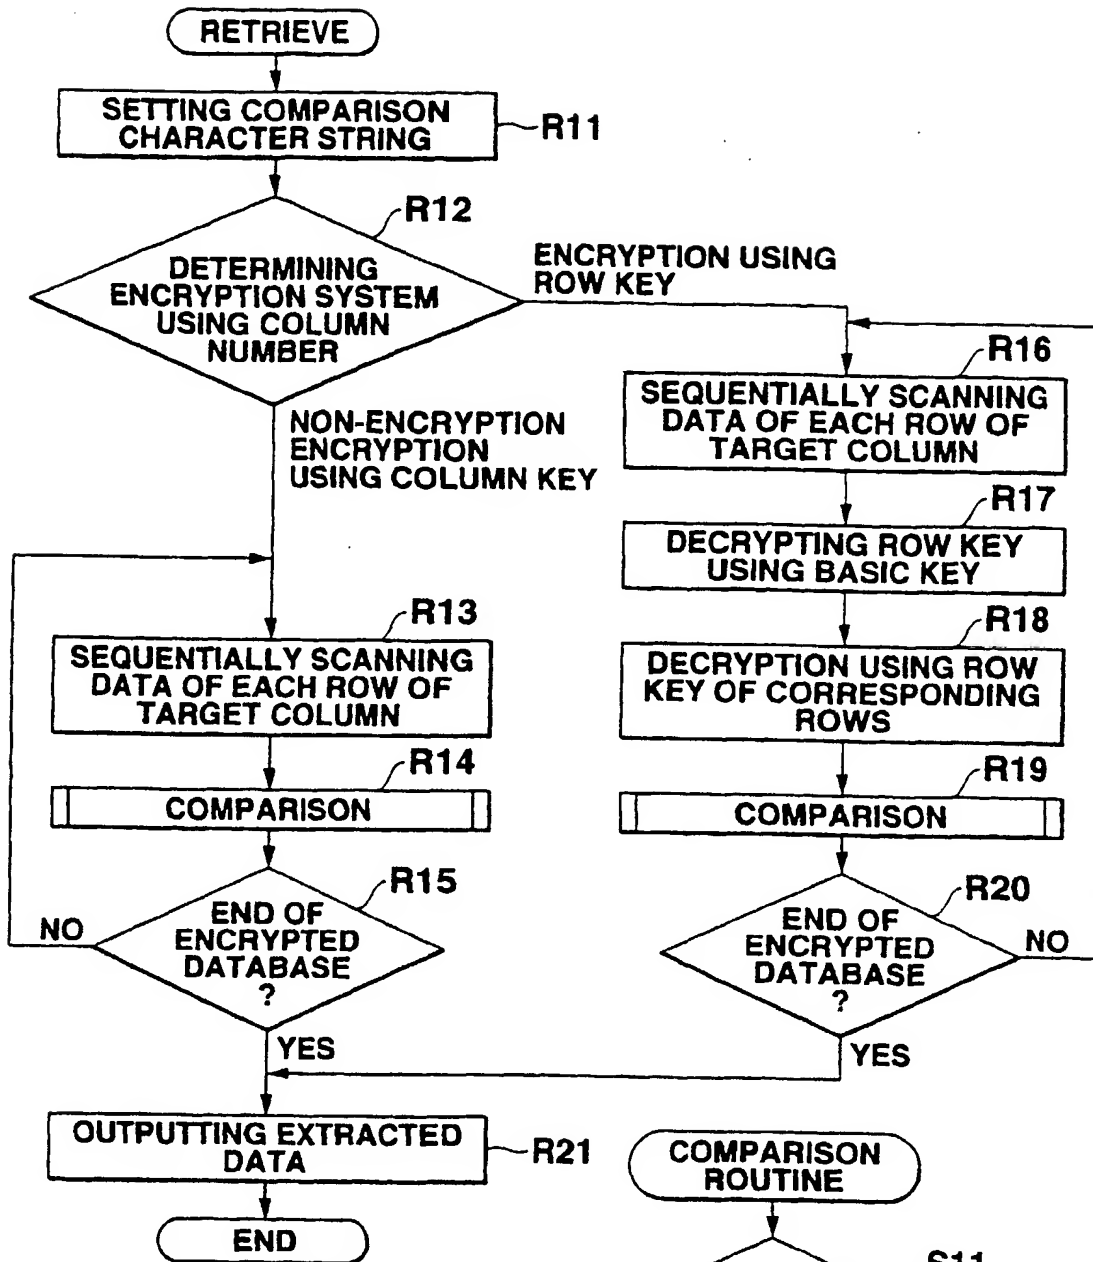 RETRIEVE
SETTING COMPARISON
CHARACTER STRING
R11
R12
DETERMINING
ENCRYPTION SYSTEM
USING COLUMN
NUMBER
ENCRYPTION USING
ROW KEY
NON-ENCRYPTION
ENCRYPTION
USING COLUMN KEY
R13
SEQUENTIALLY SCANNING
DATA OF EACH ROW OF
TARGET COLUMN
R14
COMPARISON
R15
END OF
ENCRYPTED
DATABASE
?
NO
YES
R16
SEQUENTIALLY SCANNING
DATA OF EACH ROW OF
TARGET COLUMN
R17
DECRYPTING ROW KEY
USING BASIC KEY
R18
DECRYPTION USING ROW
KEY OF CORRESPONDING
ROWS
R19
COMPARISON
R20
END OF
ENCRYPTED
DATABASE
?
NO
YES
OUTPUTTING EXTRACTED
DATA
R21
END
COMPARISON
ROUTINE
S11